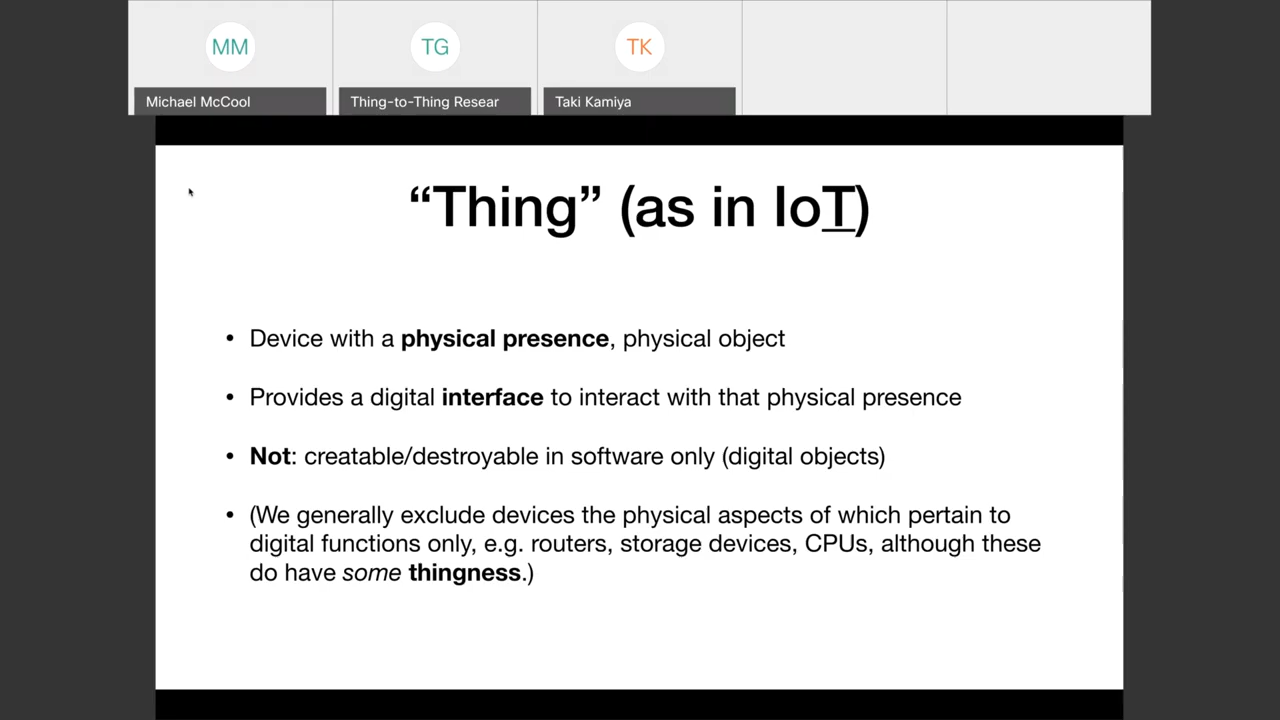 MM
TG
TK
Michael McCool
Thing-to-Thing Resear
Taki Kamiya
“Thing” (as in IoT)
• Device with a physical presence, physical object
• Provides a digital interface to interact with that physical presence
• Not: creatable/destroyable in software only (digital objects)
• (We generally exclude devices the physical aspects of which pertain to
digital functions only, e.g. routers, storage devices, CPUs, although these
do have some thingness.)